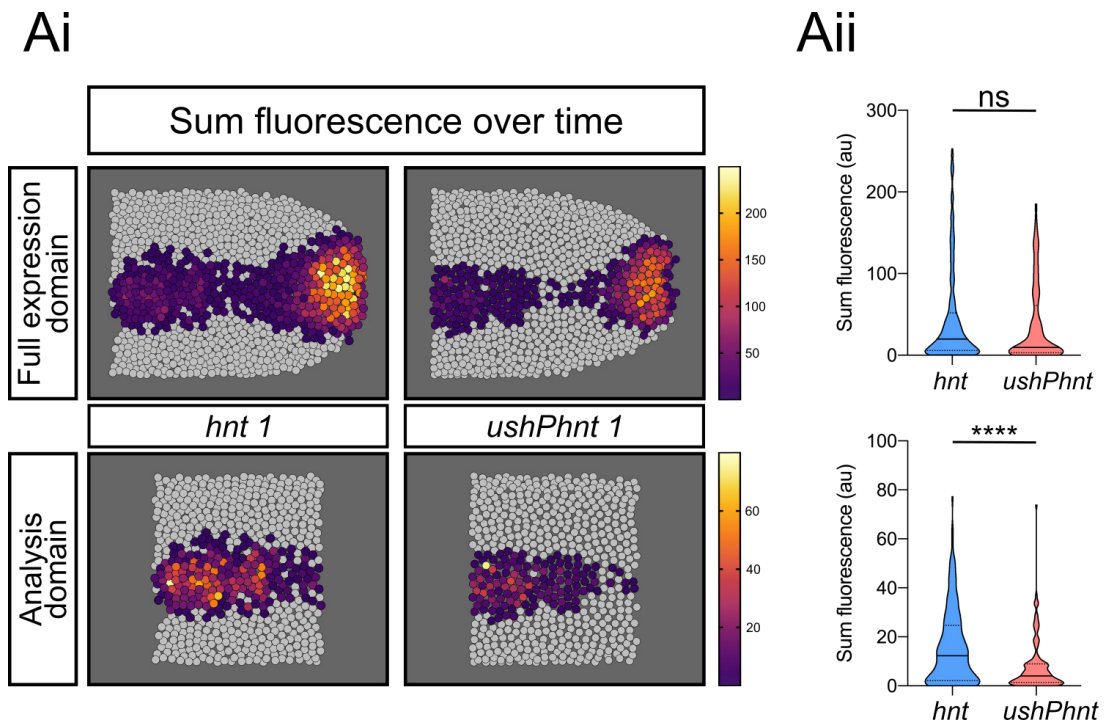 Ai
Aii
Sum fluorescence over time
Full expression
domain
200
150
100
50
hnt 1
ushPhnt 1
Analysis
domain
60
40
20
ns
Sum fluorescence (au)
300
200
100
0
hnt
ushPhnt
****
Sum fluorescence (au)
100
80
60
40
20
0
hnt
ushPhnt